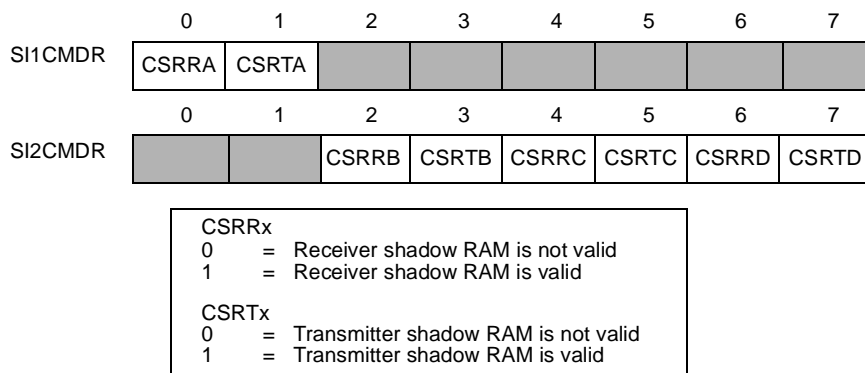 0 1 2 3 4 5 6 7
SI1CMDR CSRRA CSRTA
0 1 2 3 4 5 6 7
SI2CMDR CSRRB CSRTB CSRRC CSRTC CSRRD CSRTD
CSRRx
0 = Receiver shadow RAM is not valid
1 = Receiver shadow RAM is valid
CSRTx
0 = Transmitter shadow RAM is not valid
1 = Transmitter shadow RAM is valid